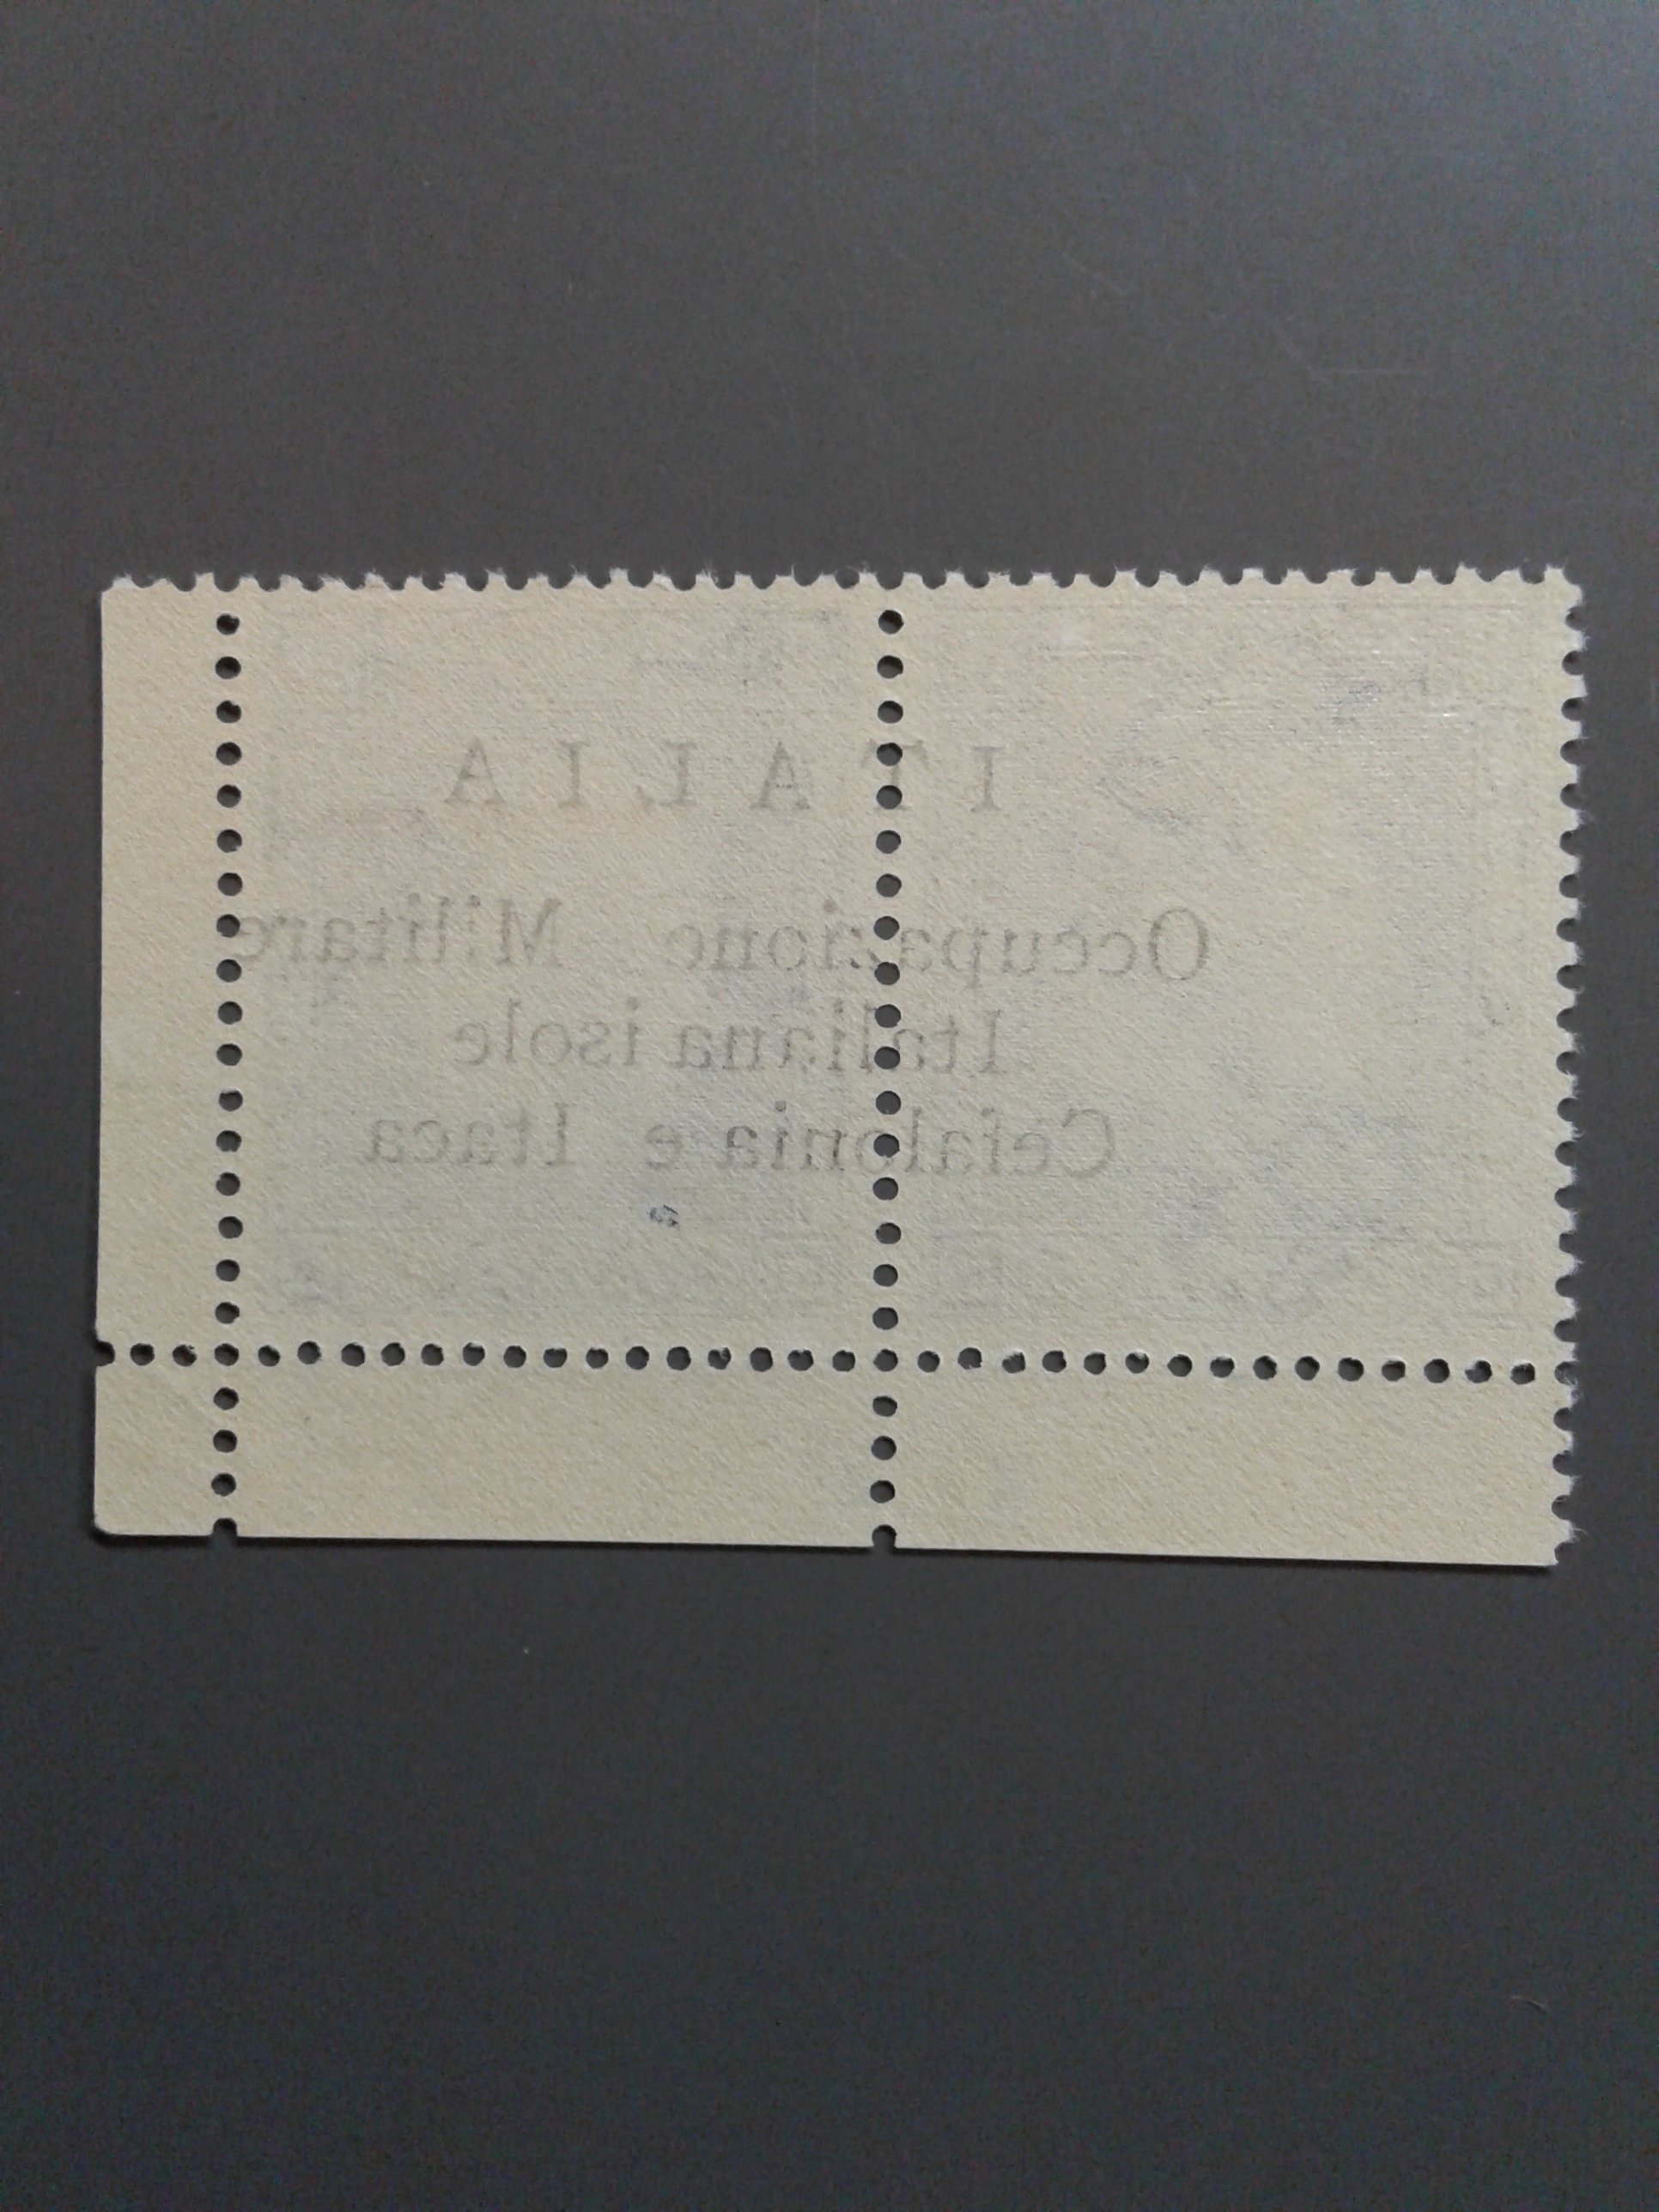 ITALIA
Occupazione Militare
Italiana isole
Cefalonia e Itaca